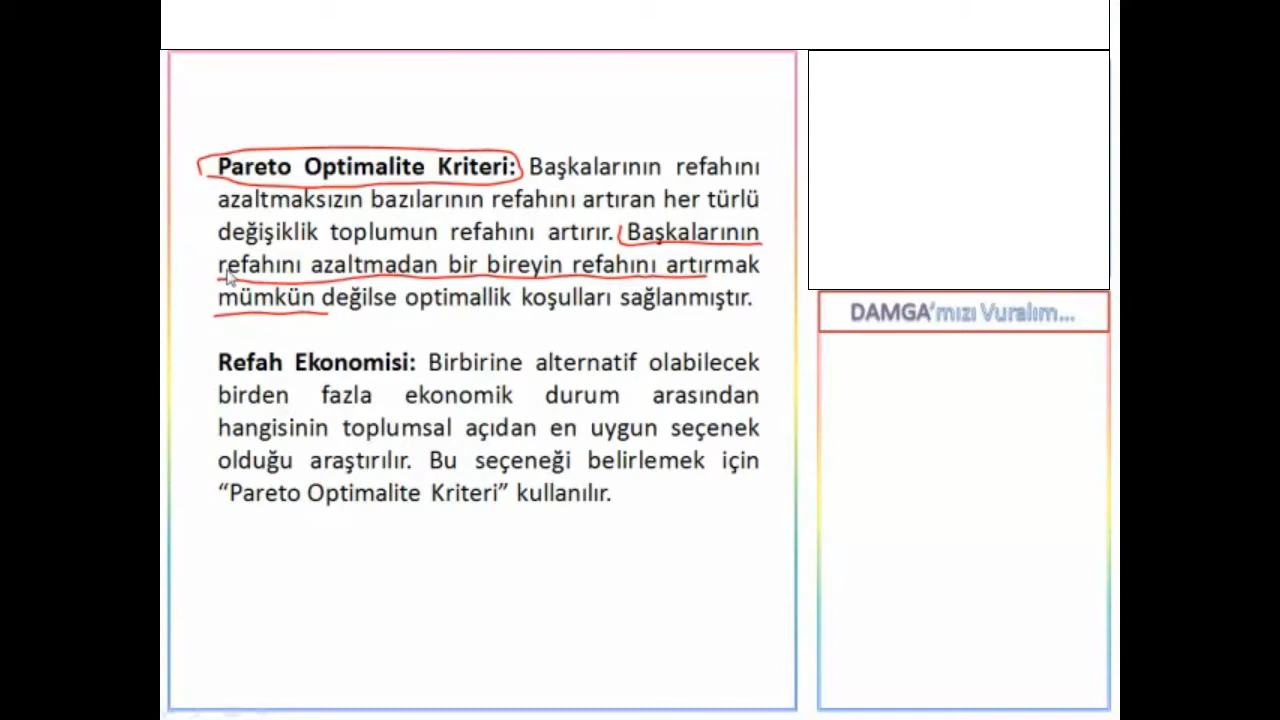 Pareto Optimalite Kriteri: Başkalarının refahını
azaltmaksızın bazılarının refahını artıran her türlü
değişiklik toplumun refahını artırır. Başkalarının
refahını azaltmadan bir bireyin refahını artırmak
mümkün değilse optimallik koşulları sağlanmıştır.
Refah Ekonomisi: Birbirine alternatif olabilecek
birden fazla ekonomik durum arasından
hangisinin toplumsal açıdan en uygun seçenek
olduğu araştırılır. Bu seçeneği belirlemek için
“Pareto Optimalite Kriteri” kullanılır.
DAMGA’mızı Vuralım...